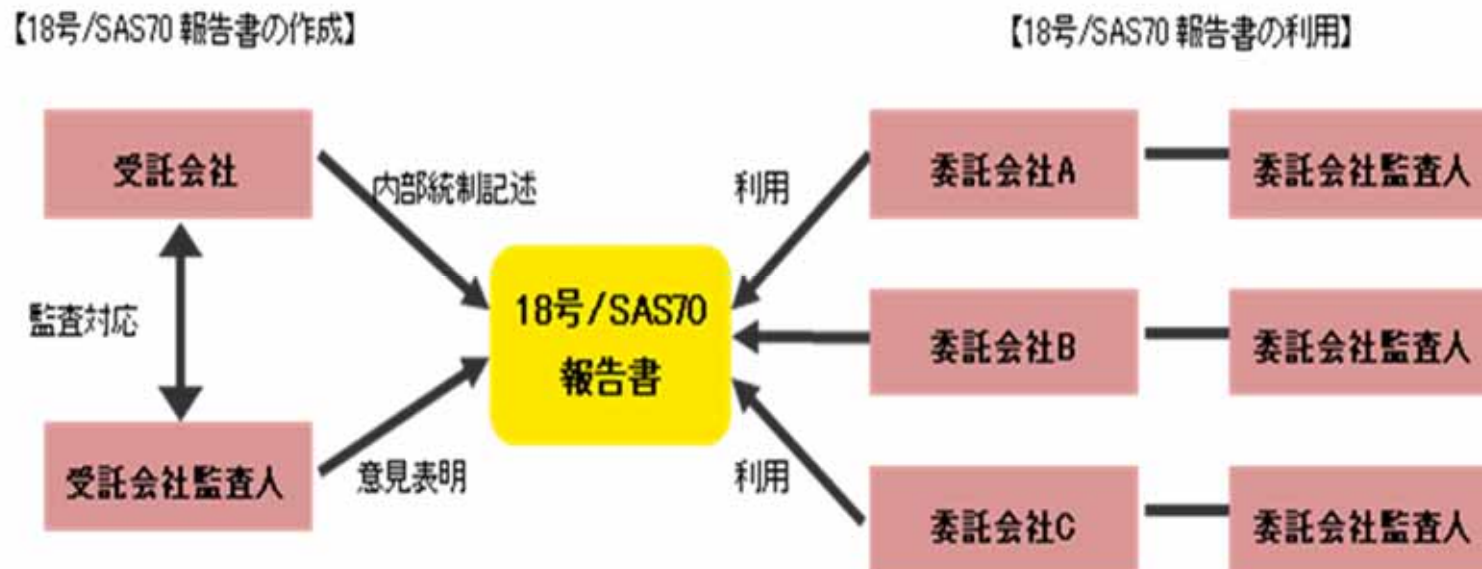 【18号/SAS70 報告書の作成】
【18号/SAS70 報告書の利用】
受託会社
内部統制記述
監査対応
受託会社監査人
意見表明
18号/SAS70
報告書
利用
利用
委託会社A
委託会社監査人
委託会社B
委託会社監査人
委託会社C
委託会社監査人